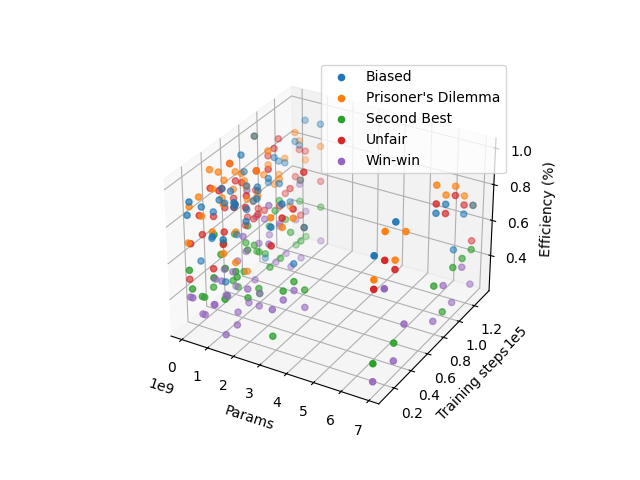 Biased
Prisoner's Dilemma
Second Best
Unfair
Win-win
1.0
0.8
0.6
0.4
Efficiency (%)
0
1
2
3
4
5
6
7
1e9
Params
0.2
0.4
0.6
0.8
1.0
1.2
Training steps1e5